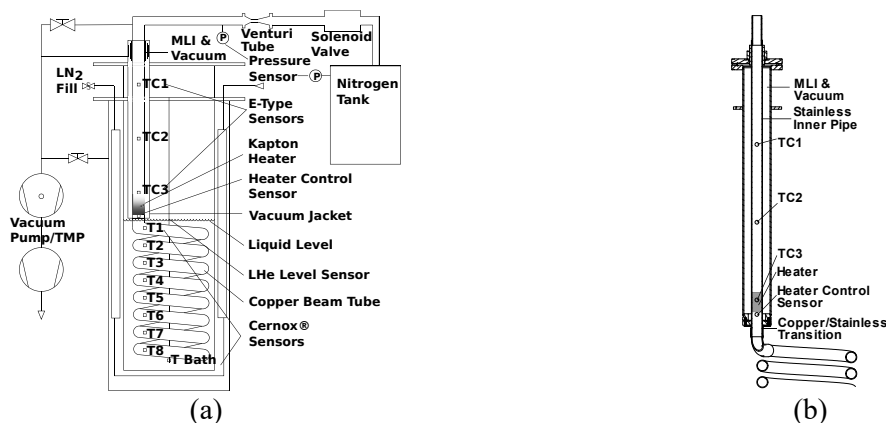 Venturi
Tube
Solenoid
Valve
MLI &
Vacuum
P
Pressure
Sensor
P
LN2
Fill
TC1
Nitrogen
Tank
E-Type
Sensors
TC2
Kapton
Heater
Heater Control
Sensor
TC3
Vacuum Jacket
Vacuum
Pump/TMP
T1
Liquid Level
T2
T3
LHe Level Sensor
T4
Copper Beam Tube
T5
T6
Cernox®
Sensors
T7
T8
T Bath
(a)
MLI &
Vacuum
Stainless
Inner Pipe
TC1
TC2
TC3
Heater
Heater Control
Sensor
Copper/Stainless
Transition
(b)